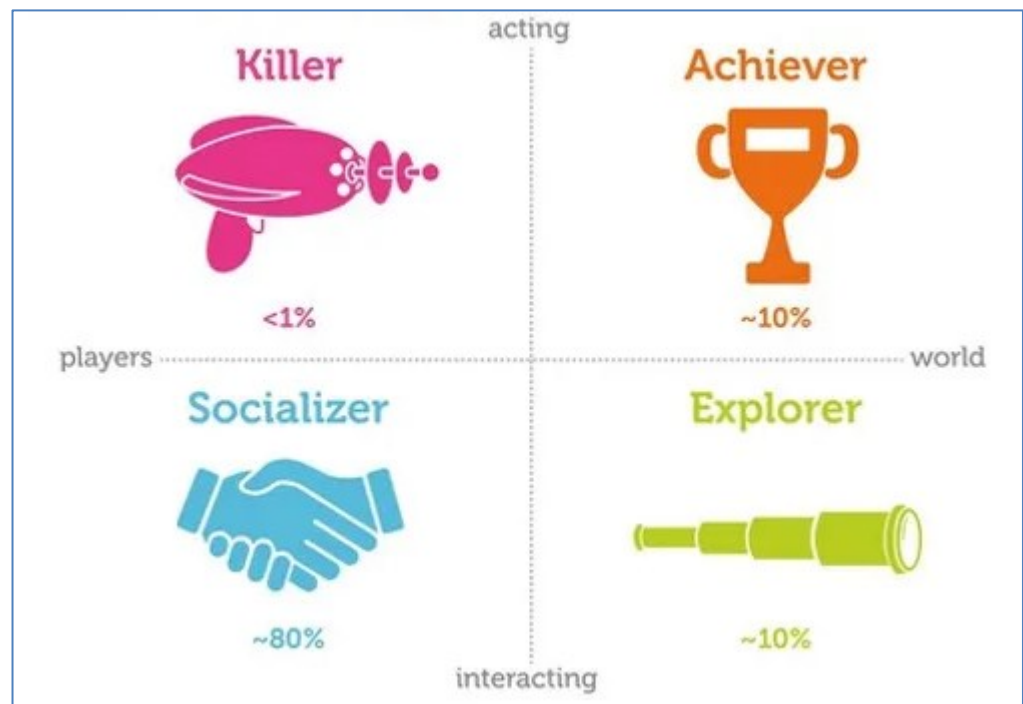 acting
Killer
Achiever
<1%
~10%
players
world
Socializer
Explorer
~80%
~10%
interacting